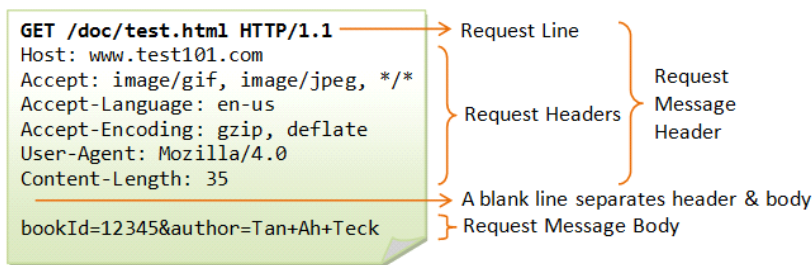 GET /doc/test.html HTTP/1.1
Host: www.test101.com
Accept: image/gif, image/jpeg, */*
Accept-Language: en-us
Accept-Encoding: gzip, deflate
User-Agent: Mozilla/4.0
Content-Length: 35
bookId=12345&author=Tan+Ah+Teck
Request Line
Request Headers
Request
Message
Header
A blank line separates header & body
Request Message Body